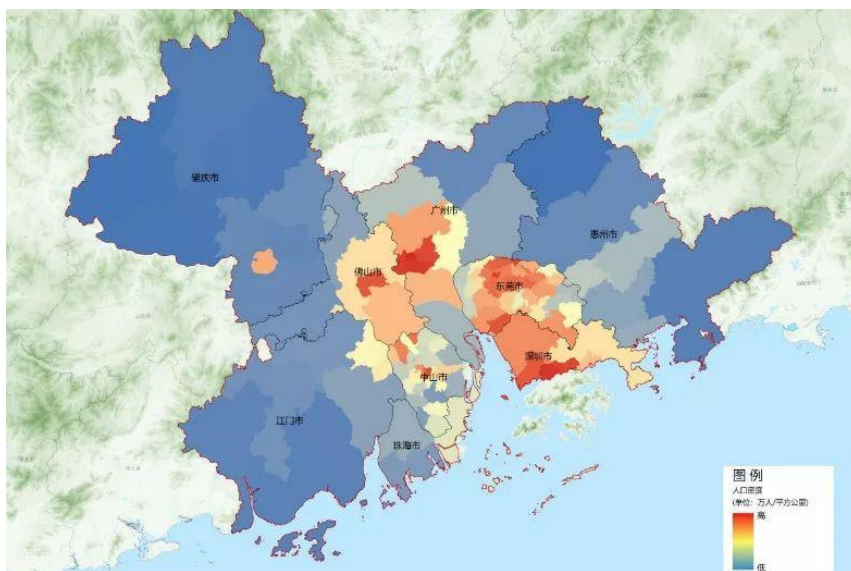 肇庆市
广州市
惠州市
佛山市
东莞市
深圳市
中山市
江门市
珠海市
图例
人口密度
(单位：万人/平方公里)
高
低